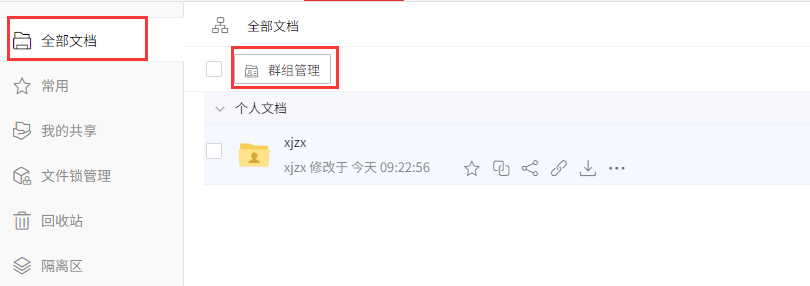 全部文档
常用
我的共享
文件锁管理
回收站
隔离区
全部文档
群组管理
个人文档
xjzx
xjzx 修改于 今天 09:22:56